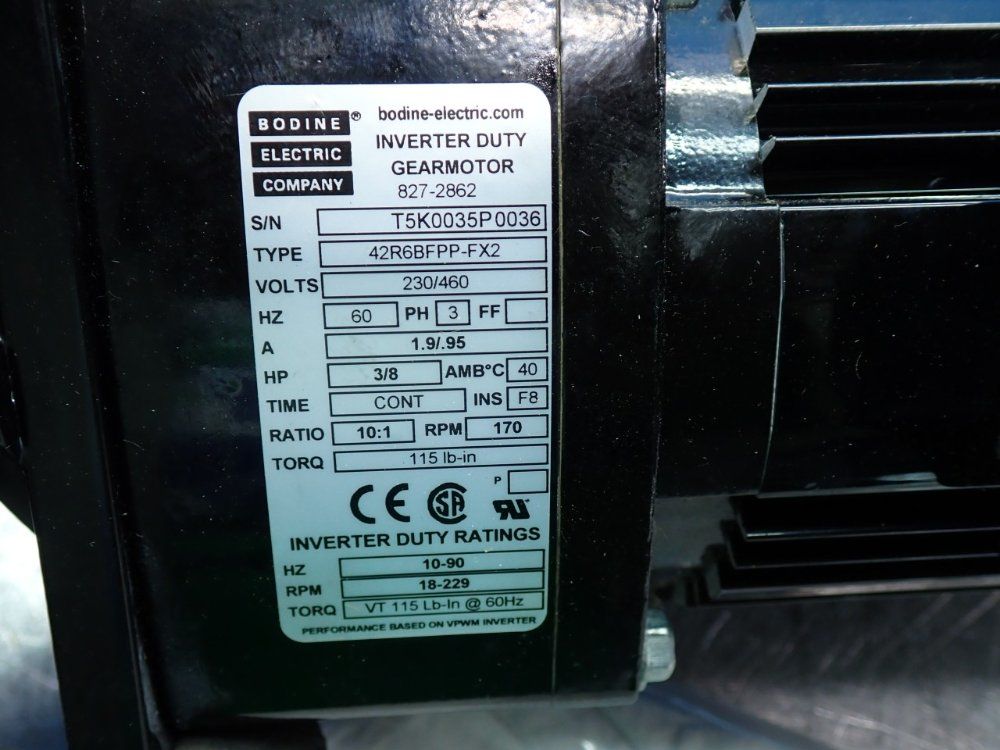 BODINE ®
ELECTRIC
COMPANY
bodine-electric.com
INVERTER DUTY
GEARMOTOR
827-2862
S/N T5K0035P0036
TYPE 42R6BFPP-FX2
VOLTS 230/460
HZ 60 PH 3 FF
A 1.9/.95
HP 3/8 AMB°C 40
TIME CONT INS F8
RATIO 10:1 RPM 170
TORQ 115 lb-in
P
CE SA RU
INVERTER DUTY RATINGS
HZ 10-90
RPM 18-229
TORQ VT 115 Lb-In @ 60Hz
PERFORMANCE BASED ON VPWM INVERTER